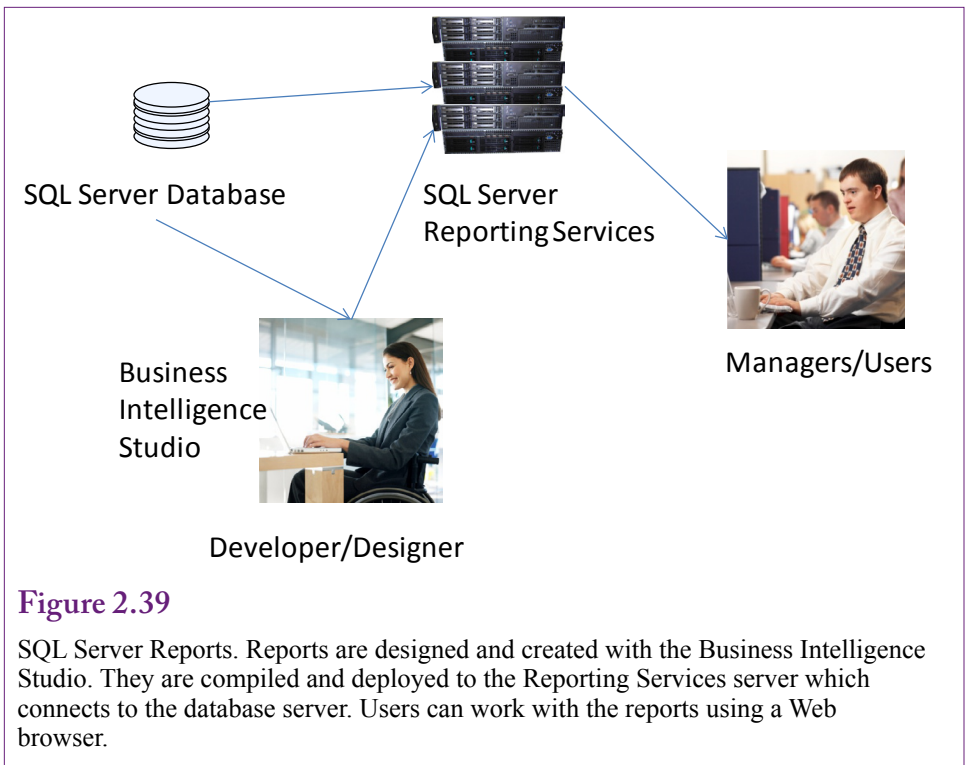 SQL Server Database
SQL Server
Reporting Services
Managers/Users
Business
Intelligence
Studio
Developer/Designer
Figure 2.39
SQL Server Reports. Reports are designed and created with the Business Intelligence
Studio. They are compiled and deployed to the Reporting Services server which
connects to the database server. Users can work with the reports using a Web
browser.